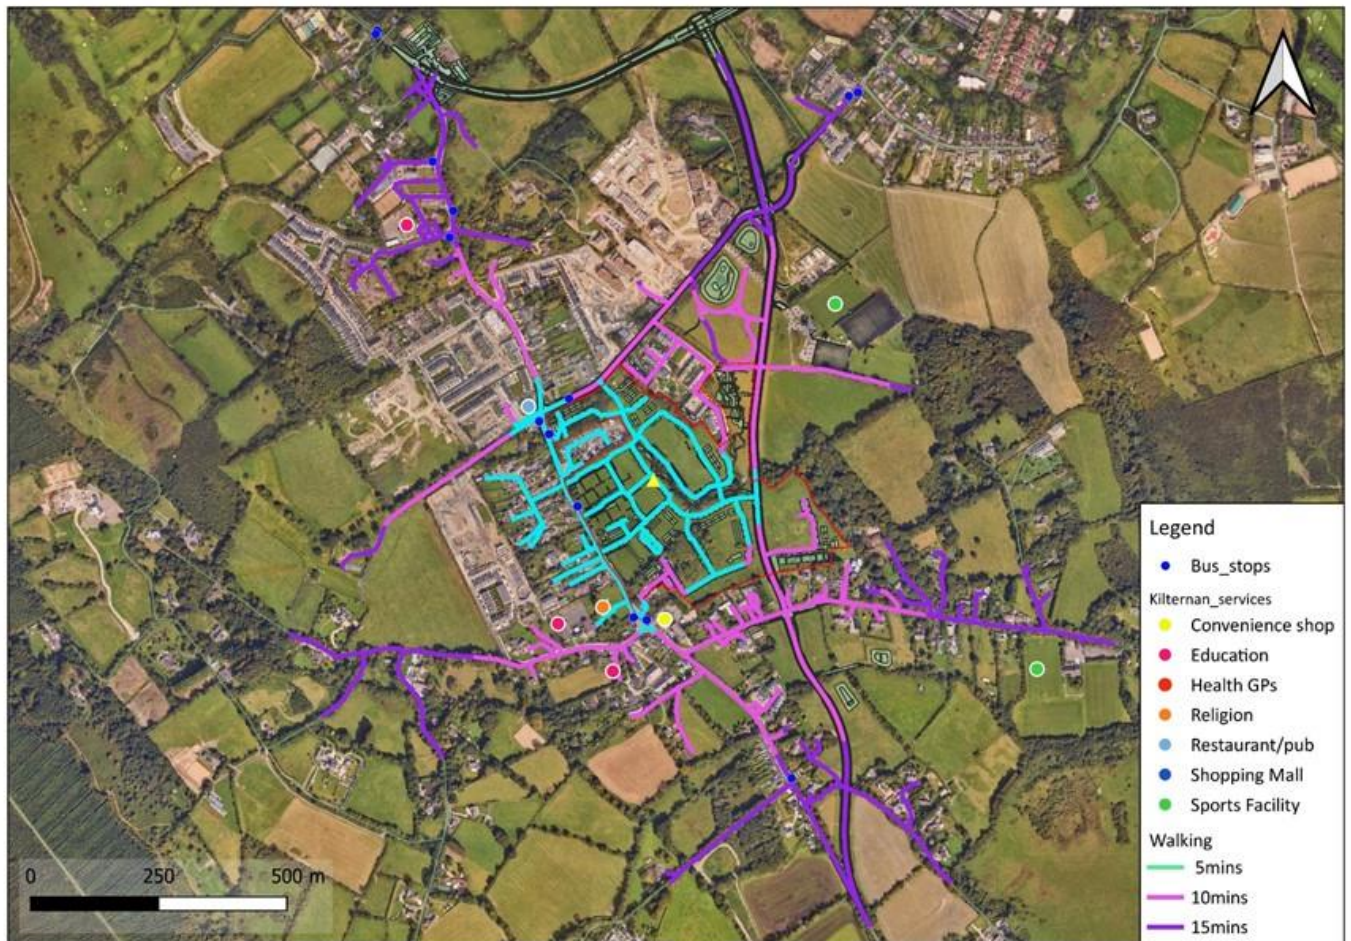 Legend
Bus_stops
Kilternan_services
Convenience shop
Education
Health GPs
Religion
Restaurant/pub
Shopping Mall
Sports Facility
Walking
5mins
10mins
15mins
0 250 500 m